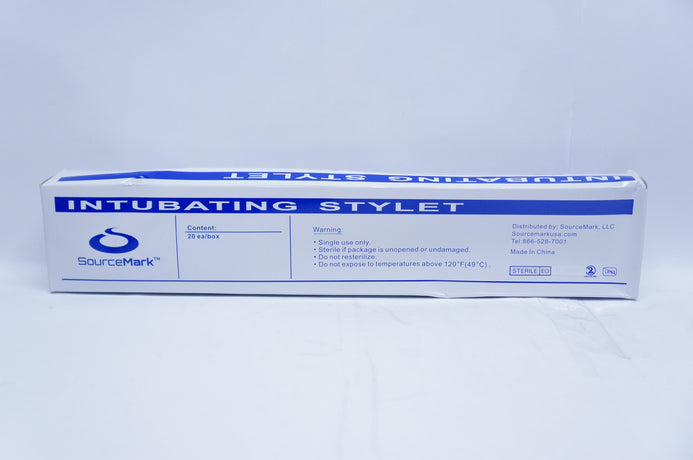 INTUBATING STYLET
INTUBATING STYLET
SourceMark™
Content:
20 ea/box
Warning:
• Single use only.
• Sterile if package is unopened or undamaged.
• Do not resterilize.
• Do not expose to temperatures above 120°F(49°C) .
Distributed by: SourceMark, LLC
Sourcemarkusa.com
Tel:866-528-7001
Made In China
STERILE EO
2